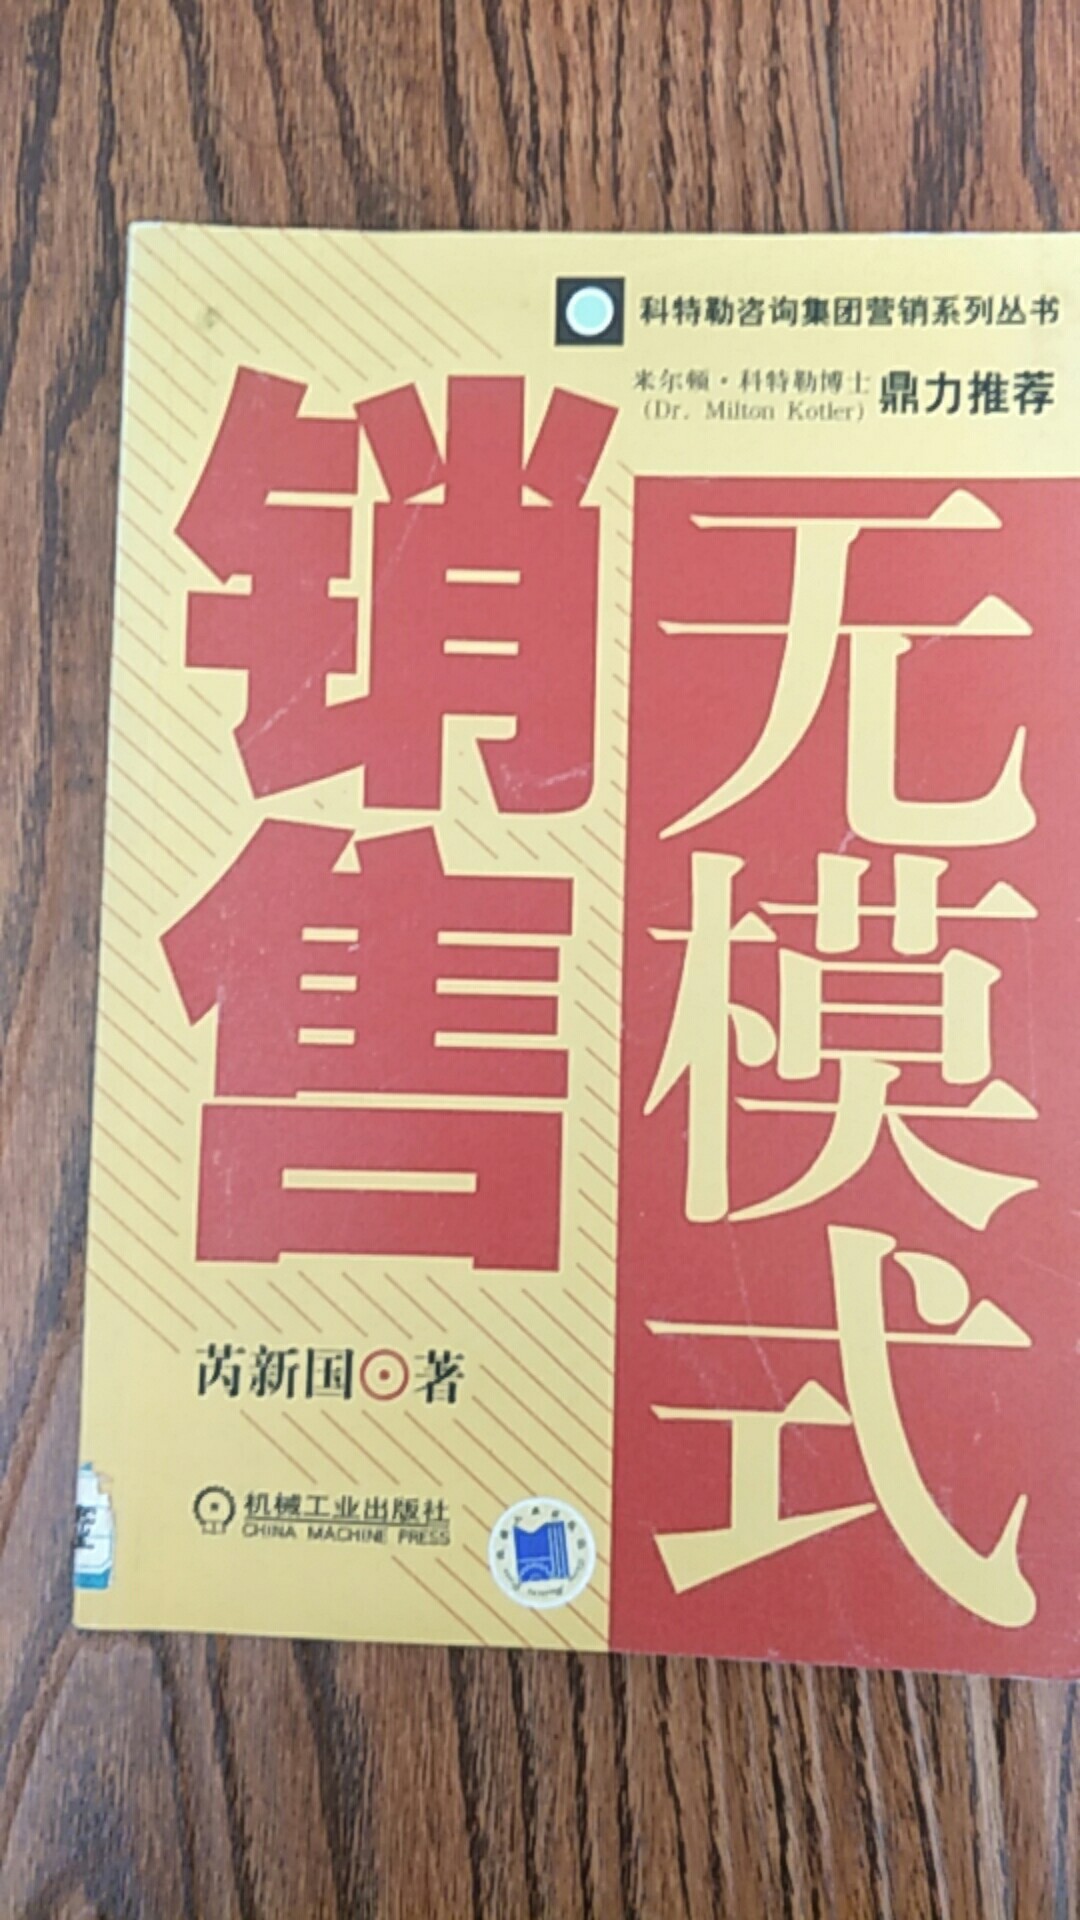 科特勒咨询集团营销系列丛书
米尔顿·科特勒博士 鼎力推荐
(Dr. Milton Kotler)
销售
无模式
芮新国⊙著
机械工业出版社
CHINA MACHINE PRESS